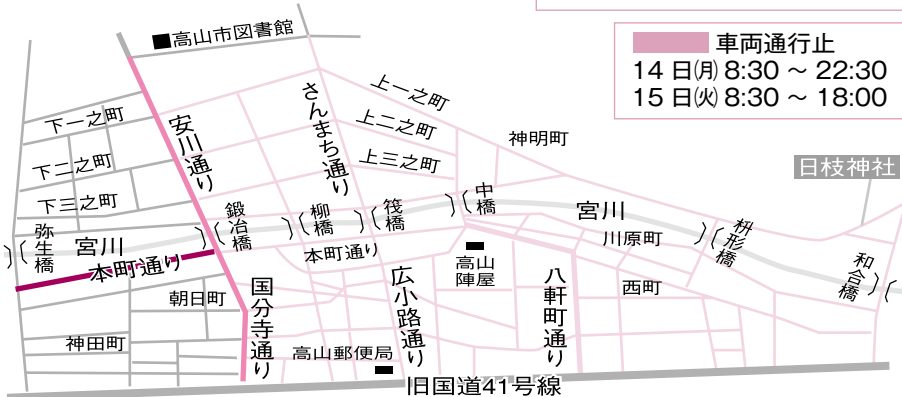 高山市図書館
車両通行止
14日㈪ 8:30 ～ 22:30
15日㈫ 8:30 ～ 18:00
下一之町
下二之町
下三之町
安川通り
さんまち通り
上一之町
上二之町
上三之町
神明町
日枝神社
弥生橋
宮川
鍛冶橋
柳橋
筏橋
中橋
宮川
川原町
枡形橋
和合橋
本町通り
本町通り
朝日町
神田町
国分寺通り
広小路通り
高山
陣屋
八軒町通り
西町
高山郵便局
旧国道41号線